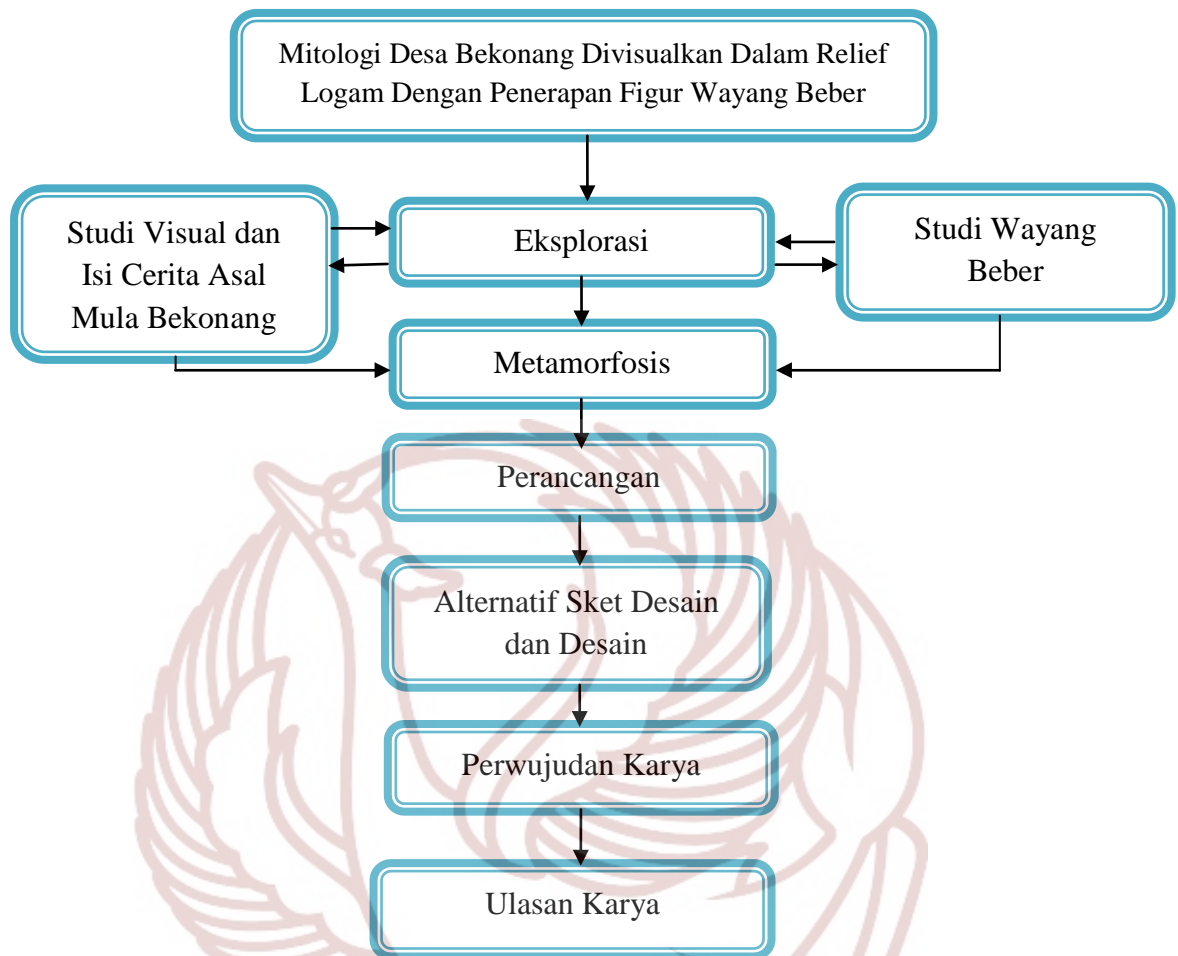 Mitologi Desa Bekonang Divisualkan Dalam Relief
Logam Dengan Penerapan Figur Wayang Beber
Studi Visual dan
Isi Cerita Asal
Mula Bekonang
Eksplorasi
Studi Wayang
Beber
Metamorfosis
Perancangan
Alternatif Sket Desain
dan Desain
Perwujudan Karya
Ulasan Karya